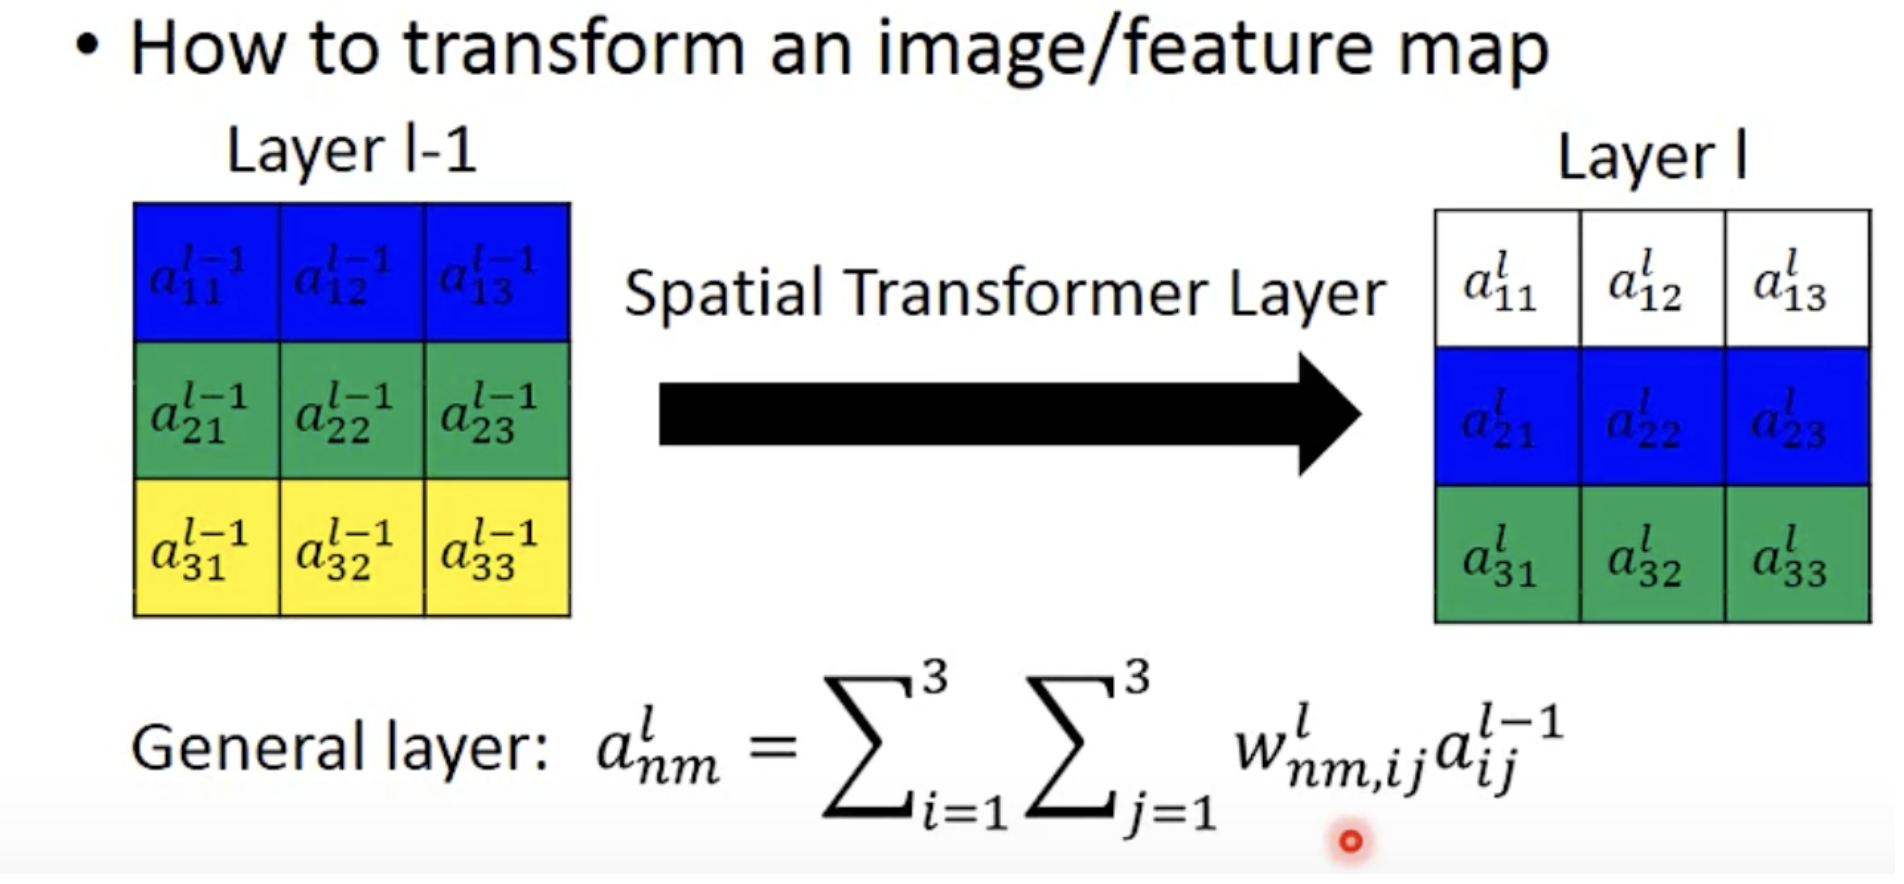 • How to transform an image/feature map
Layer l-1
Layer l
a_{11}^{l-1} a_{12}^{l-1} a_{13}^{l-1}
a_{21}^{l-1} a_{22}^{l-1} a_{23}^{l-1}
a_{31}^{l-1} a_{32}^{l-1} a_{33}^{l-1}
Spatial Transformer Layer
a_{11}^{l} a_{12}^{l} a_{13}^{l}
a_{21}^{l} a_{22}^{l} a_{23}^{l}
a_{31}^{l} a_{32}^{l} a_{33}^{l}
General layer: a_{nm}^{l} = \sum_{i=1}^{3} \sum_{j=1}^{3} w_{nm,ij}^{l} a_{ij}^{l-1}